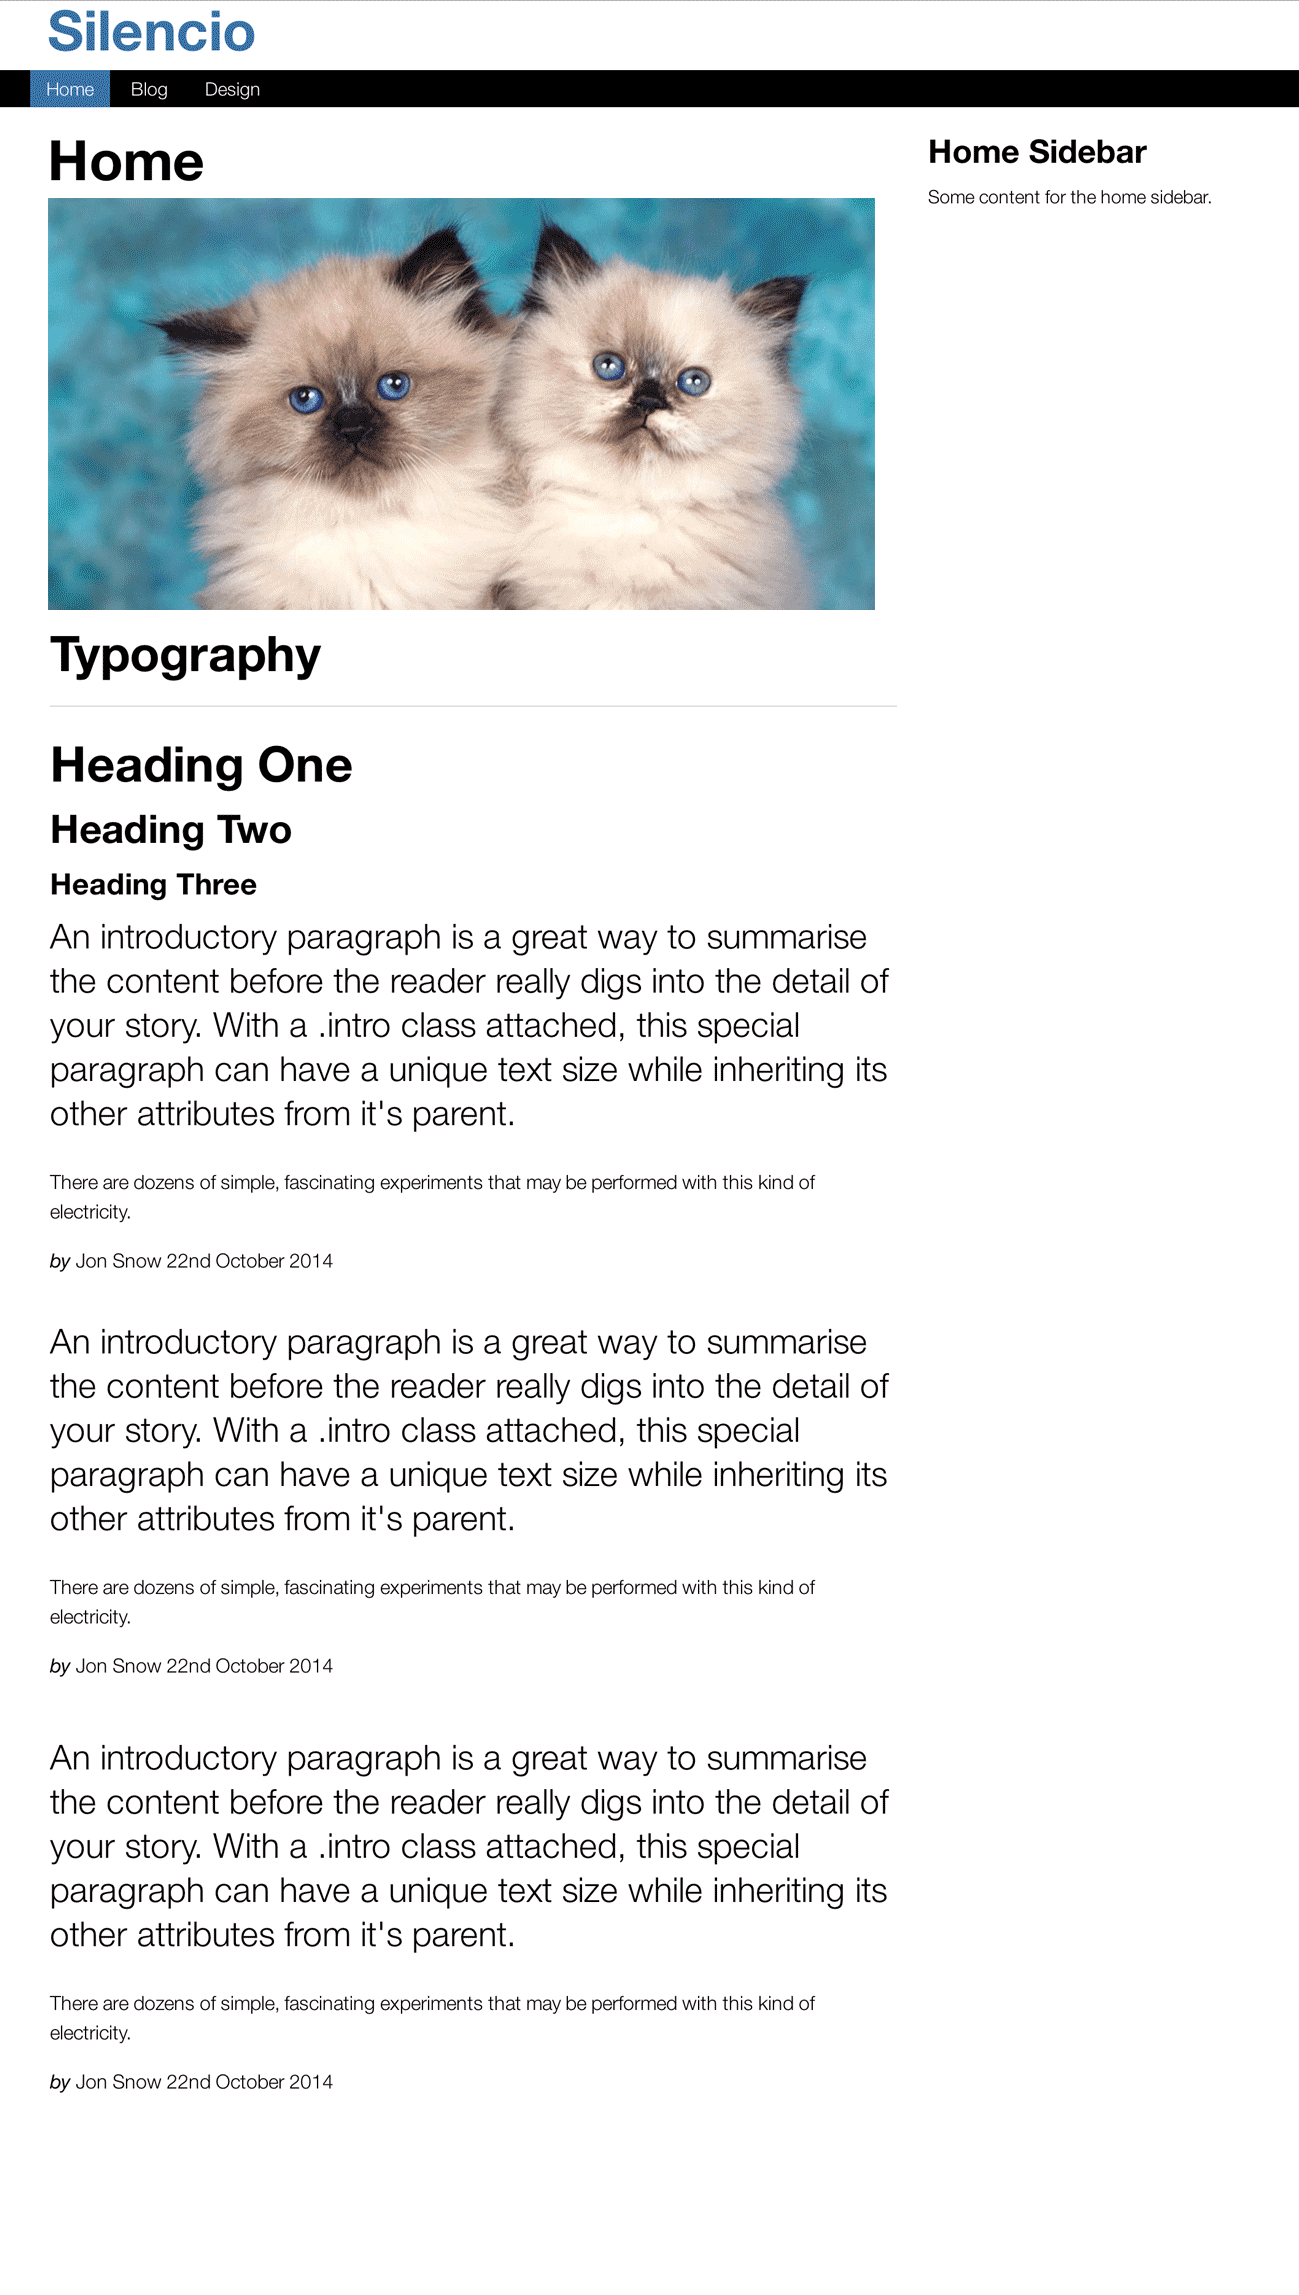 Silencio
Home Blog Design
Home
Typography
Heading One
Heading Two
Heading Three
An introductory paragraph is a great way to summarise
the content before the reader really digs into the detail of
your story. With a .intro class attached, this special
paragraph can have a unique text size while inheriting its
other attributes from it's parent.
There are dozens of simple, fascinating experiments that may be performed with this kind of
electricity.
by Jon Snow 22nd October 2014
An introductory paragraph is a great way to summarise
the content before the reader really digs into the detail of
your story. With a .intro class attached, this special
paragraph can have a unique text size while inheriting its
other attributes from it's parent.
There are dozens of simple, fascinating experiments that may be performed with this kind of
electricity.
by Jon Snow 22nd October 2014
An introductory paragraph is a great way to summarise
the content before the reader really digs into the detail of
your story. With a .intro class attached, this special
paragraph can have a unique text size while inheriting its
other attributes from it's parent.
There are dozens of simple, fascinating experiments that may be performed with this kind of
electricity.
by Jon Snow 22nd October 2014
Home Sidebar
Some content for the home sidebar.